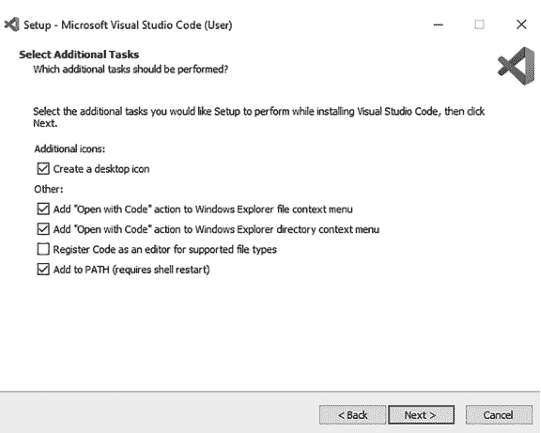 Setup - Microsoft Visual Studio Code (User)
Select Additional Tasks
Which additional tasks should be performed?
Select the additional tasks you would like Setup to perform while installing Visual Studio Code, then click
Next.
Additional icons:
Create a desktop icon
Other:
Add "Open with Code" action to Windows Explorer file context menu
Add "Open with Code" action to Windows Explorer directory context menu
Register Code as an editor for supported file types
Add to PATH (requires shell restart)
< Back Next > Cancel